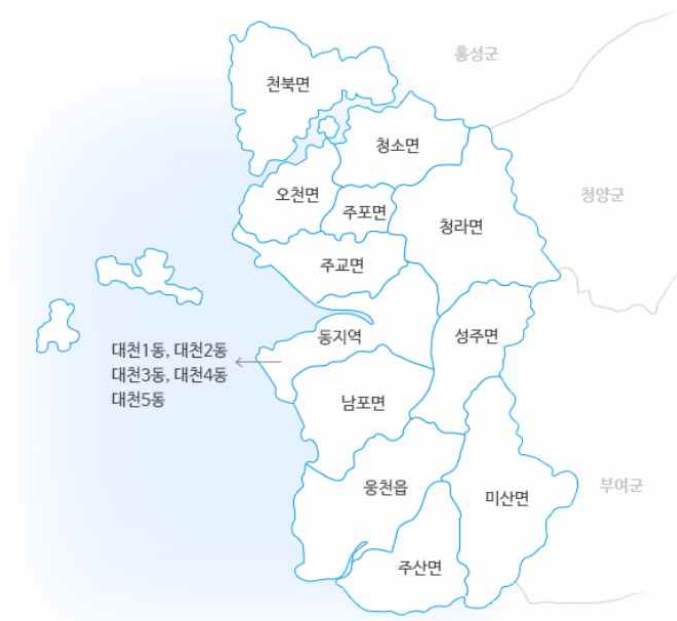 홍성군
천북면
청소면
오천면
주포면
청양군
청라면
주교면
동지역
성주면
대천1동, 대천2동
대천3동, 대천4동
대천5동
남포면
웅천읍
미산면
부여군
주산면